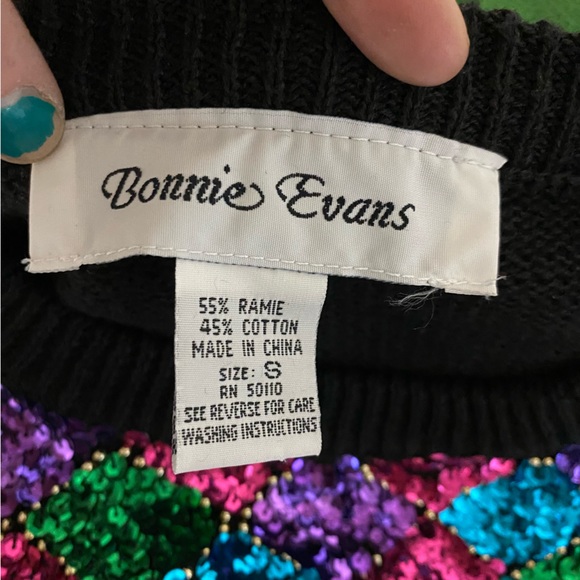 Bonnie Evans
55% RAMIE
45% COTTON
MADE IN CHINA
SIZE: S
RN 50110
SEE REVERSE FOR CARE
WASHING INSTRUCTIONS